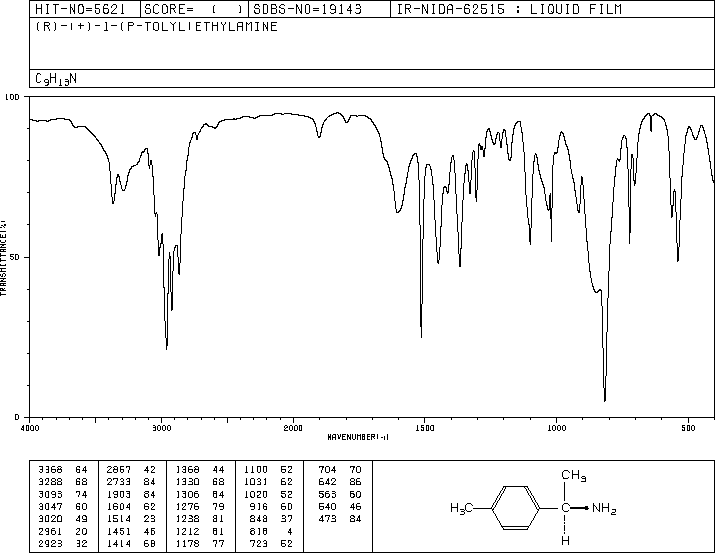 HIT-NO=5621 SCORE= ( ) SDBS-NO=19143 IR-NIDA-62515 : LIQUID FILM
(R)-(+)-1-(P-TOLYL)ETHYLAMINE
C9H13N
100
50
0
TRANSMITTANCE(%)
4000 3000 2000 1500 1000 500
WAVENUMBER(-1)
3368 64 2867 42 1368 44 1100 52 704 70
3288 68 2733 84 1330 68 1031 62 642 86
3093 74 1903 84 1306 64 1020 52 563 60
3047 60 1604 62 1276 79 916 60 540 46
3020 49 1514 23 1238 81 848 37 473 84
2961 20 1451 46 1212 81 818 4
2923 32 1414 68 1178 77 723 52
CH3
H3C C NH2
H